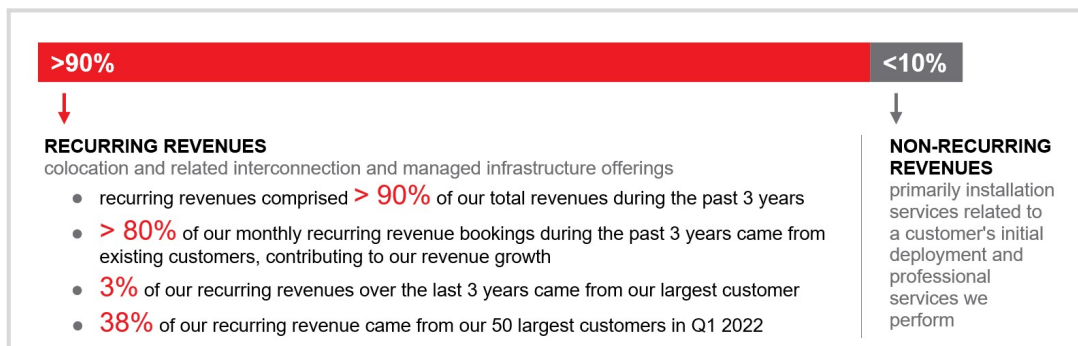 >90%
<10%
RECURRING REVENUES
colocation and related interconnection and managed infrastructure offerings
● recurring revenues comprised > 90% of our total revenues during the past 3 years
● > 80% of our monthly recurring revenue bookings during the past 3 years came from
existing customers, contributing to our revenue growth
● 3% of our recurring revenues over the last 3 years came from our largest customer
● 38% of our recurring revenue came from our 50 largest customers in Q1 2022
NON-RECURRING
REVENUES
primarily installation
services related to
a customer's initial
deployment and
professional
services we
perform